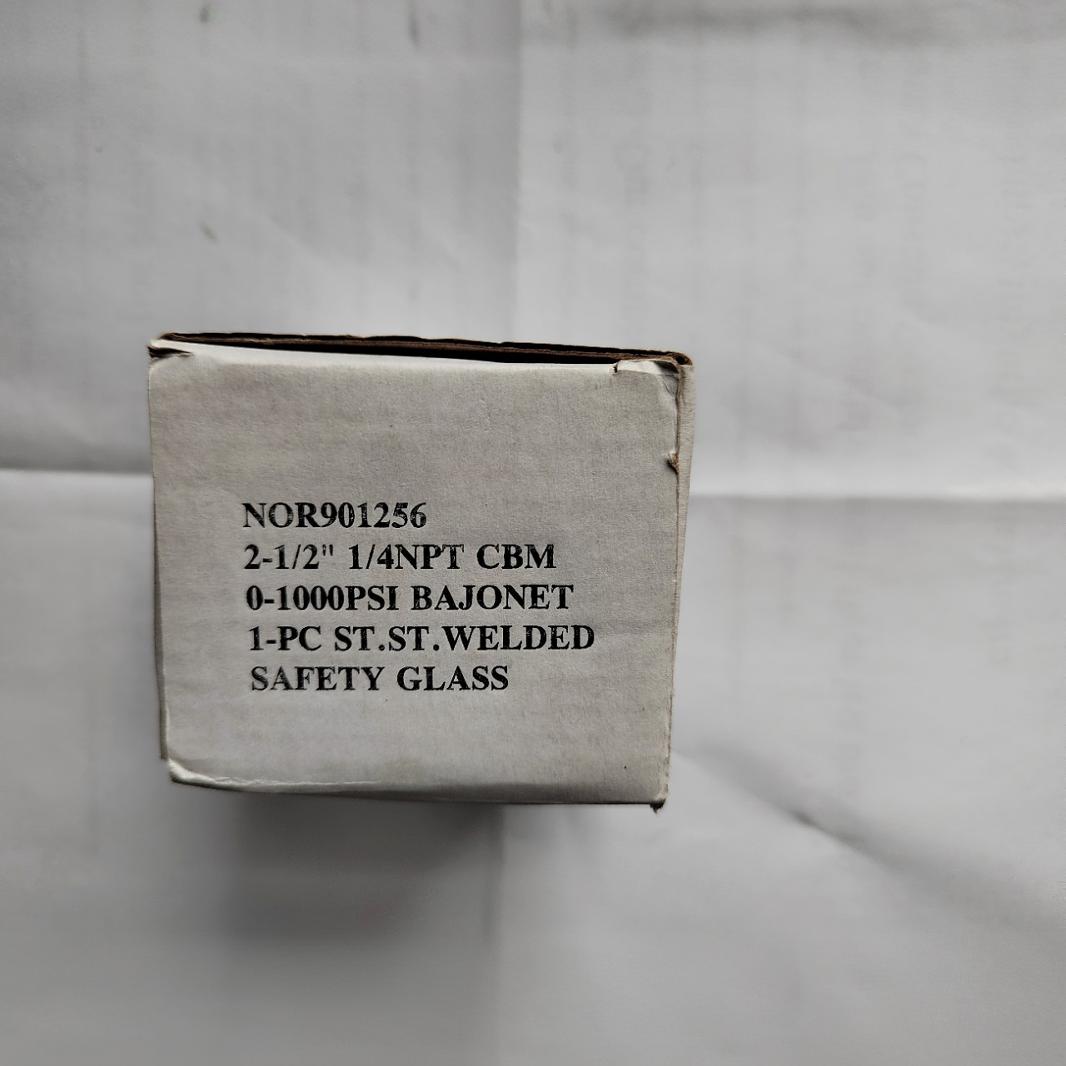 NOR901256
2-1/2" 1/4NPT CBM
0-1000PSI BAJONET
1-PC ST.ST.WELDED
SAFETY GLASS